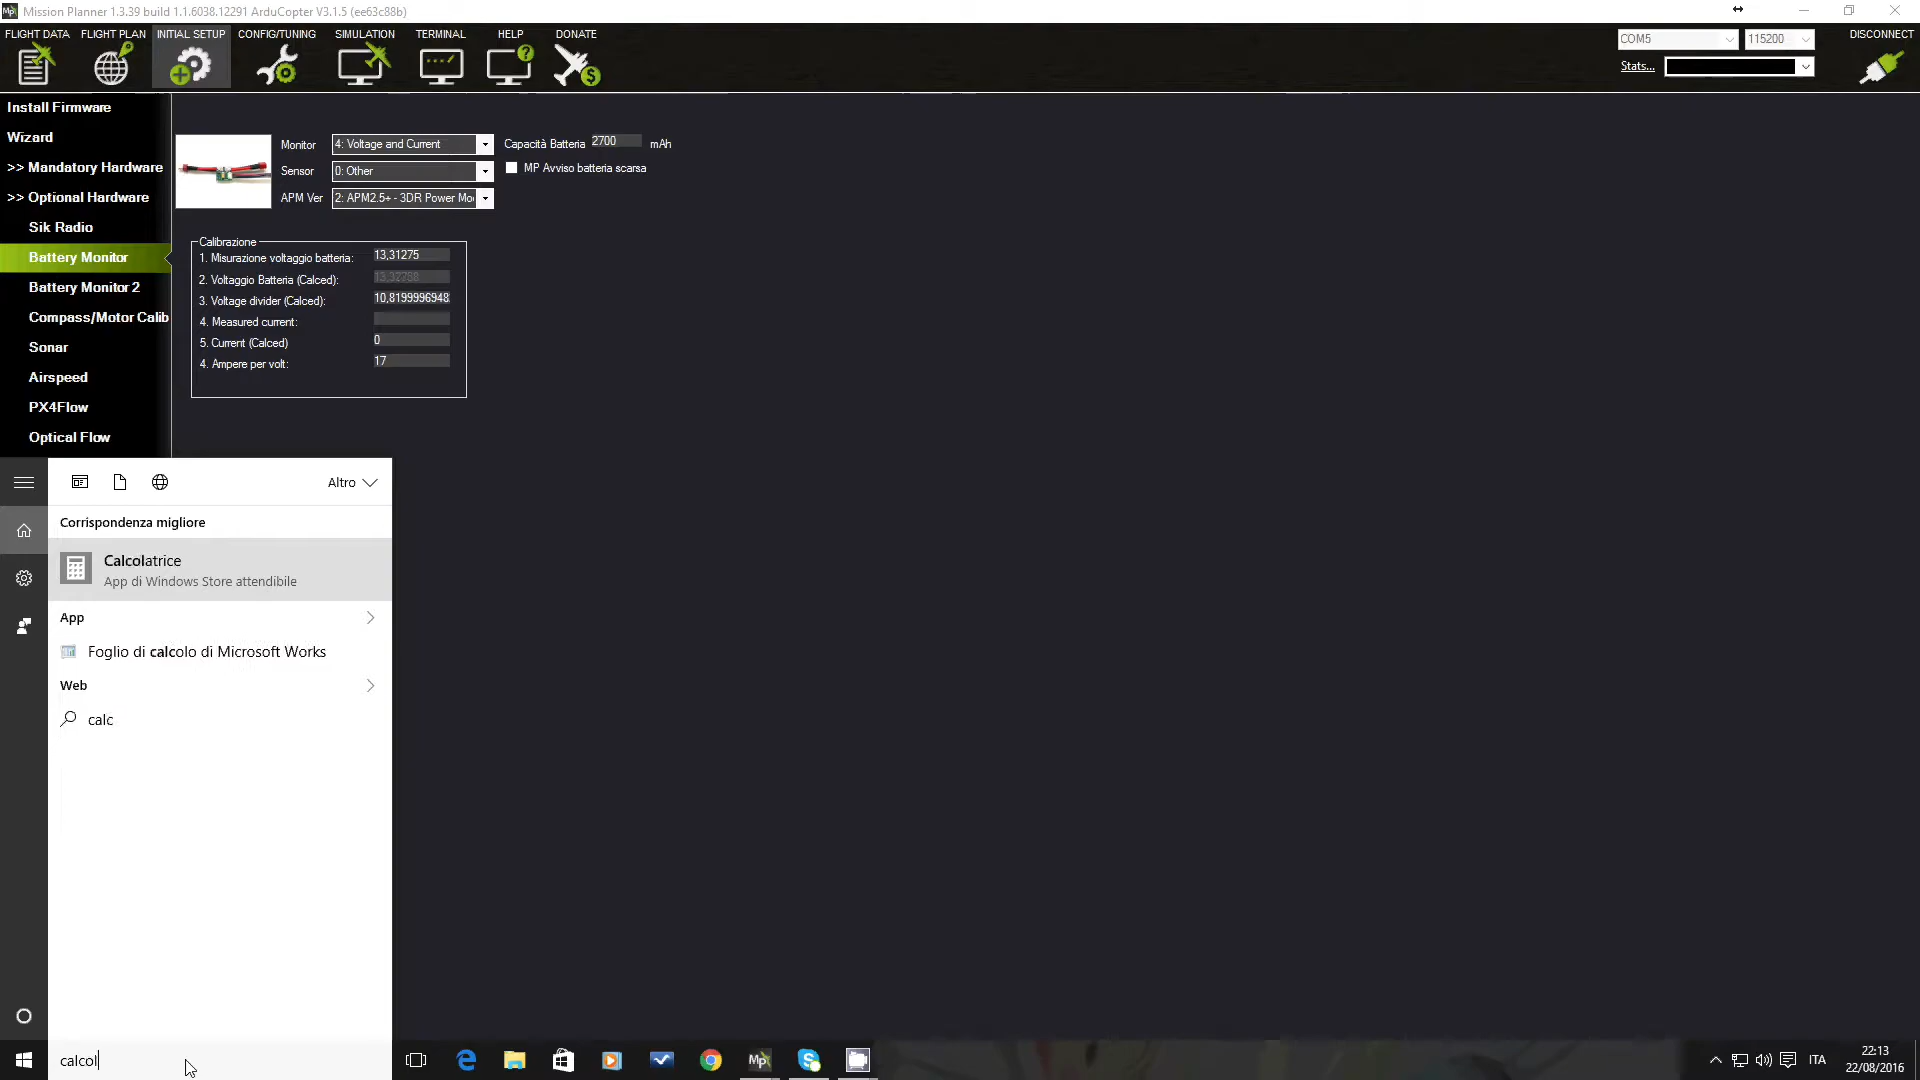 Mission Planner 1.3.39 build 1.1.6038.12291 ArduCopter V3.1.5 (ee63c88b)
FLIGHT DATA FLIGHT PLAN INITIAL SETUP CONFIG/TUNING SIMULATION TERMINAL HELP DONATE
COM5 115200 DISCONNECT
Stats...
Install Firmware
Wizard
>> Mandatory Hardware
>> Optional Hardware
Sik Radio
Battery Monitor
Battery Monitor 2
Compass/Motor Calib
Sonar
Airspeed
PX4Flow
Optical Flow
Monitor 4: Voltage and Current Capacità Batteria 2700 mAh
Sensor 0: Other MP Avviso batteria scarsa
APM Ver 2: APM2.5+ - 3DR Power Mo
Calibrazione
1. Misurazione voltaggio batteria: 13,31275
2. Voltaggio Batteria (Calced):
3. Voltage divider (Calced): 10,8199996948
4. Measured current:
5. Current (Calced) 0
4. Ampere per volt: 17
Altro
Corrispondenza migliore
Calcolatrice
App di Windows Store attendibile
App
Foglio di calcolo di Microsoft Works
Web
calc
calcol
Mp
ITA
22:13
22/08/2016